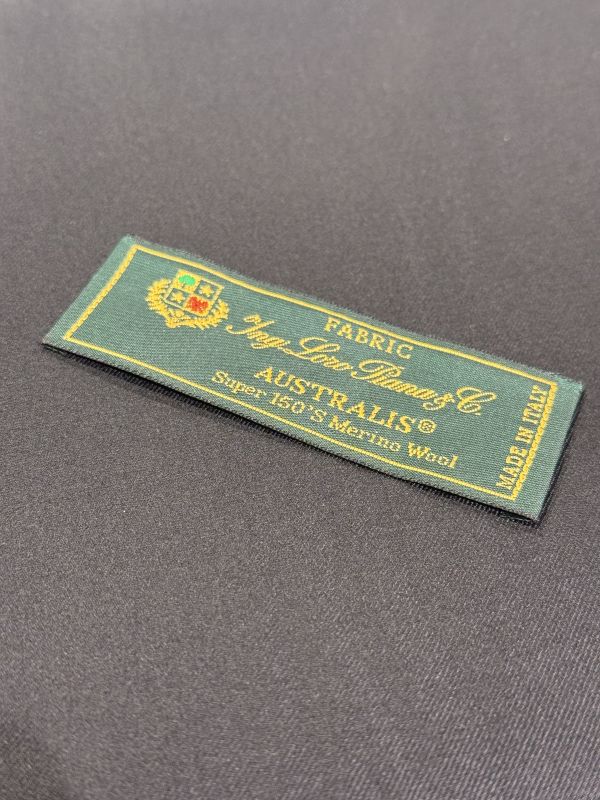 FABRIC
Ing. Loro Piana & C.
AUSTRALIS®
Super 150'S Merino Wool
MADE IN ITALY